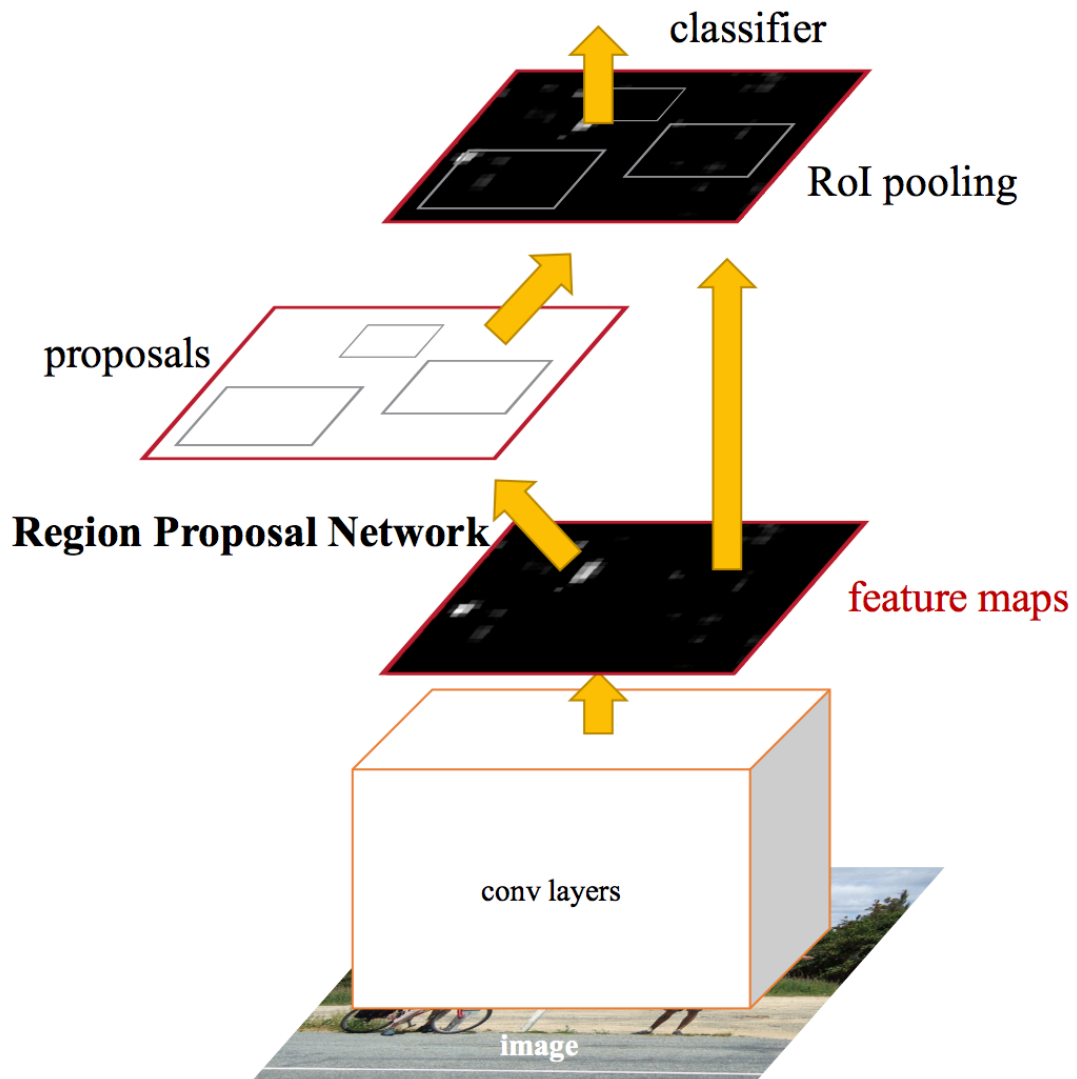 classifier
RoI pooling
proposals
Region Proposal Network
feature maps
conv layers
image